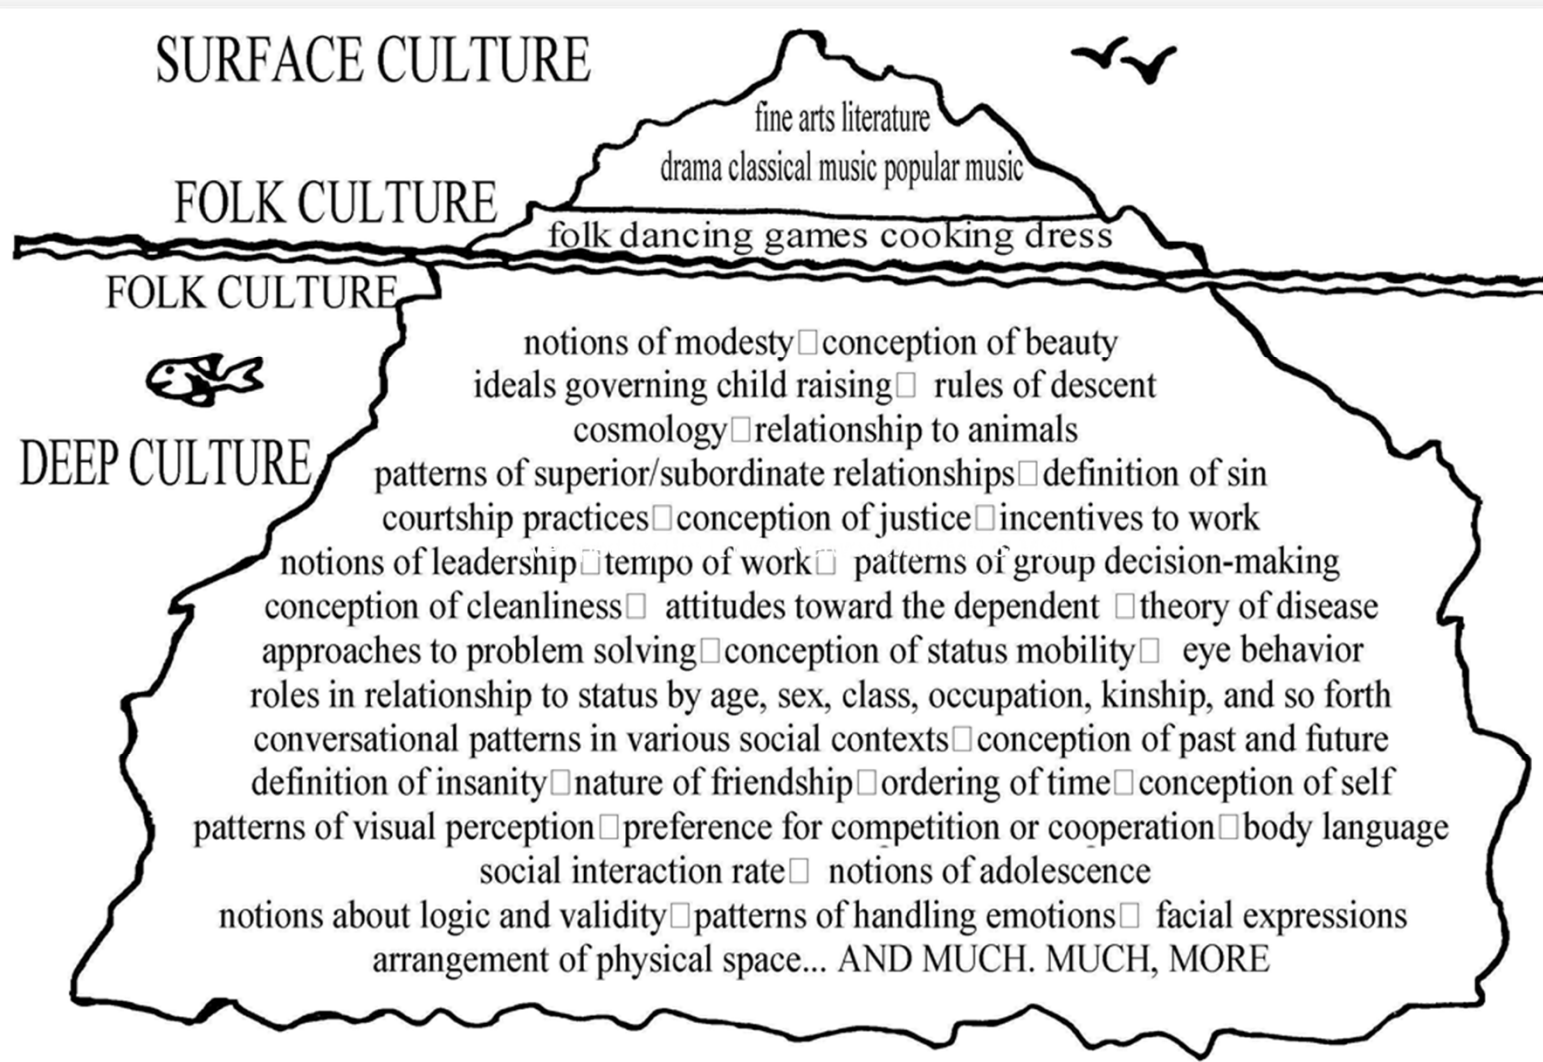 SURFACE CULTURE
fine arts literature
drama classical music popular music
FOLK CULTURE
folk dancing games cooking dress
FOLK CULTURE
notions of modesty□conception of beauty
ideals governing child raising□ rules of descent
cosmology□relationship to animals
DEEP CULTURE
patterns of superior/subordinate relationships□definition of sin
courtship practices□conception of justice□incentives to work
notions of leadership□tempo of work□ patterns of group decision-making
conception of cleanliness□ attitudes toward the dependent □theory of disease
approaches to problem solving□conception of status mobility□ eye behavior
roles in relationship to status by age, sex, class, occupation, kinship, and so forth
conversational patterns in various social contexts□conception of past and future
definition of insanity□nature of friendship□ordering of time□conception of self
patterns of visual perception□preference for competition or cooperation□body language
social interaction rate□ notions of adolescence
notions about logic and validity□patterns of handling emotions□ facial expressions
arrangement of physical space... AND MUCH. MUCH, MORE